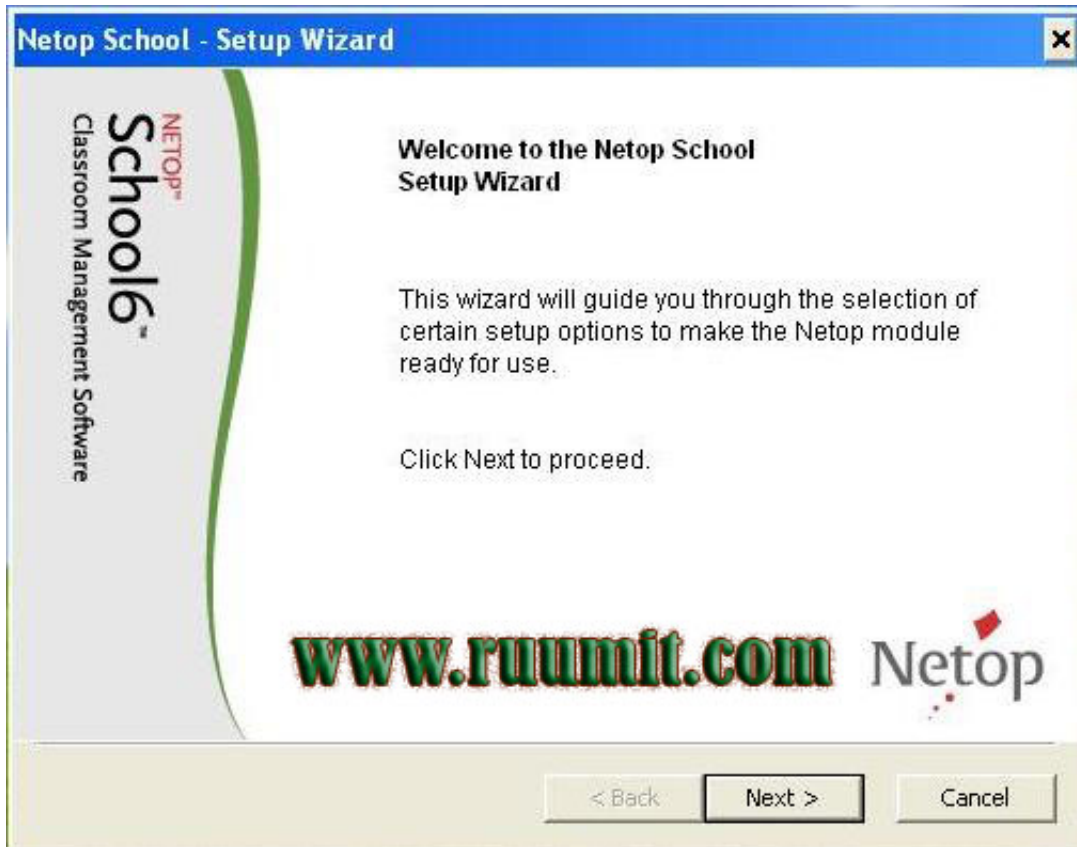 Netop School - Setup Wizard
NETOP™
School6™
Classroom Management Software
Welcome to the Netop School
Setup Wizard
This wizard will guide you through the selection of
certain setup options to make the Netop module
ready for use.
Click Next to proceed.
www.ruumit.com
Netop
< Back
Next >
Cancel